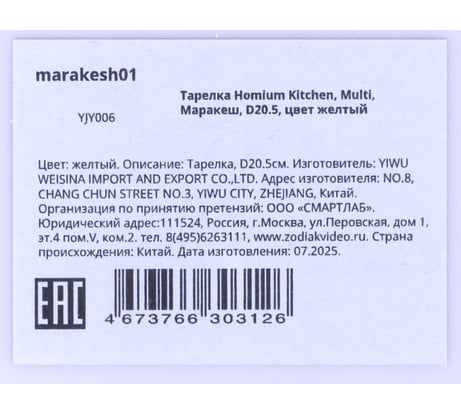 marakesh01
YJY006
Тарелка Homium Kitchen, Multi,
Маракеш, D20.5, цвет желтый
Цвет: желтый. Описание: Тарелка, D20.5см. Изготовитель: YIWU
WEISINA IMPORT AND EXPORT CO.,LTD. Адрес изготовителя: NO.8,
CHANG CHUN STREET NO.3, YIWU CITY, ZHEJIANG, Китай.
Организация по принятию претензий: ООО «СМАРТЛАБ».
Юридический адрес:111524, Россия, г.Москва, ул.Перовская, дом 1,
эт.4 пом.V, ком.2. тел. 8(495)6263111, www.zodiakvideo.ru. Страна
происхождения: Китай. Дата изготовления: 07.2025.
EAC
4 673766 303126